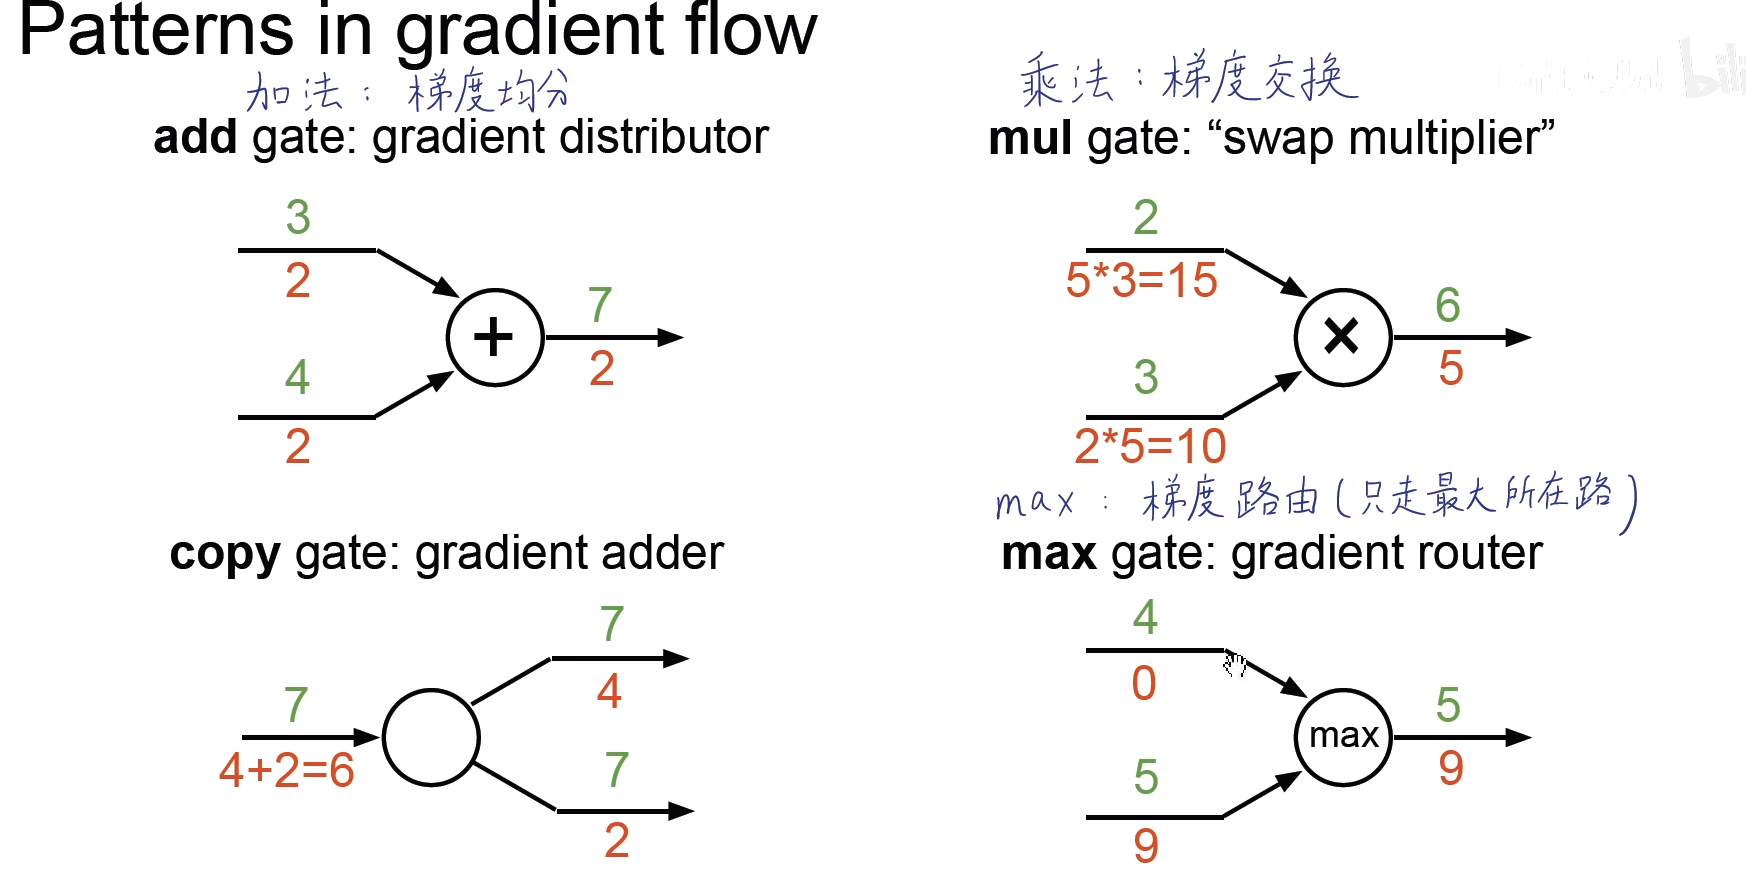 Patterns in gradient flow
加法：梯度均分
add gate: gradient distributor
3
2
+
7
2
4
2
乘法：梯度交换
mul gate: “swap multiplier”
2
5*3=15
×
6
5
3
2*5=10
copy gate: gradient adder
7
4
7
4+2=6
7
2
max：梯度路由(只走最大所在路)
max gate: gradient router
4
0
max
5
9
5
9
bili